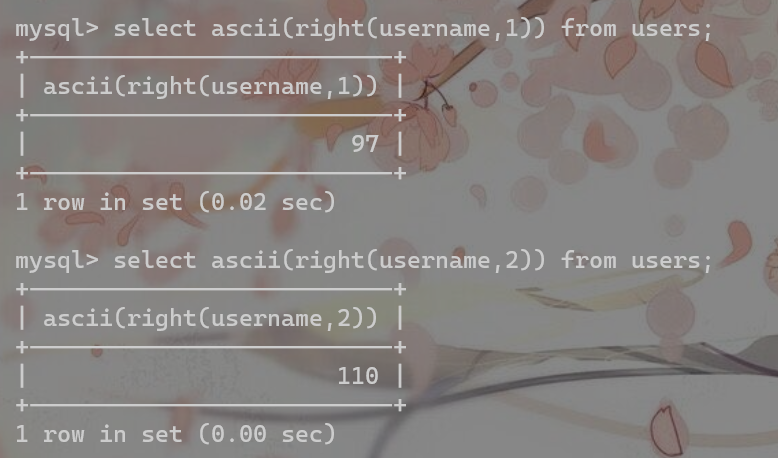 mysql> select ascii(right(username,1)) from users;
+--------------------------+
| ascii(right(username,1)) |
+--------------------------+
|                       97 |
+--------------------------+
1 row in set (0.02 sec)

mysql> select ascii(right(username,2)) from users;
+--------------------------+
| ascii(right(username,2)) |
+--------------------------+
|                      110 |
+--------------------------+
1 row in set (0.00 sec)